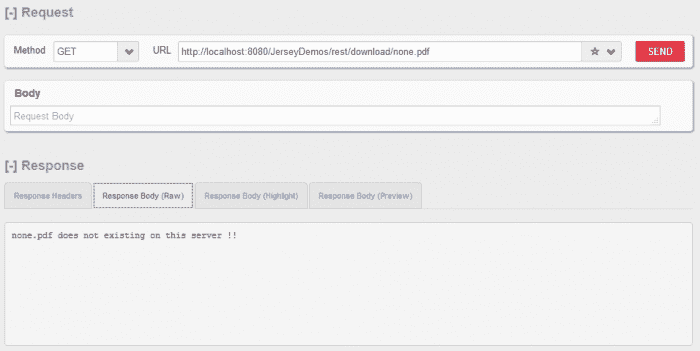 [-] Request
Method GET URL http://localhost:8080/JerseyDemos/rest/download/none.pdf SEND
Body
Request Body
[-] Response
Response Headers Response Body (Raw) Response Body (Highlight) Response Body (Preview)
none.pdf does not existing on this server !!